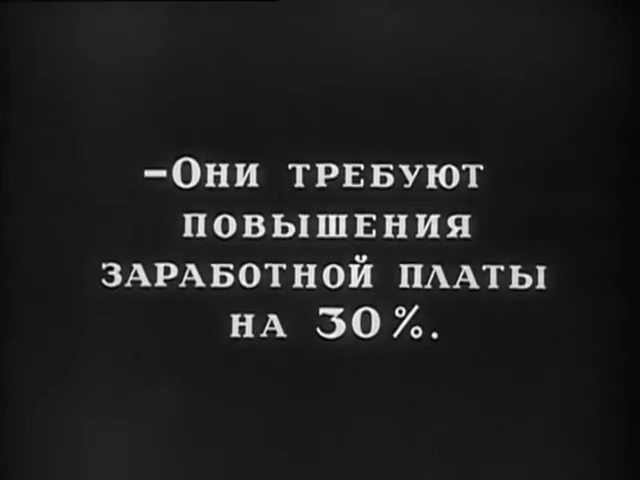 –Они требуют
повышения
заработной платы
на 30%.